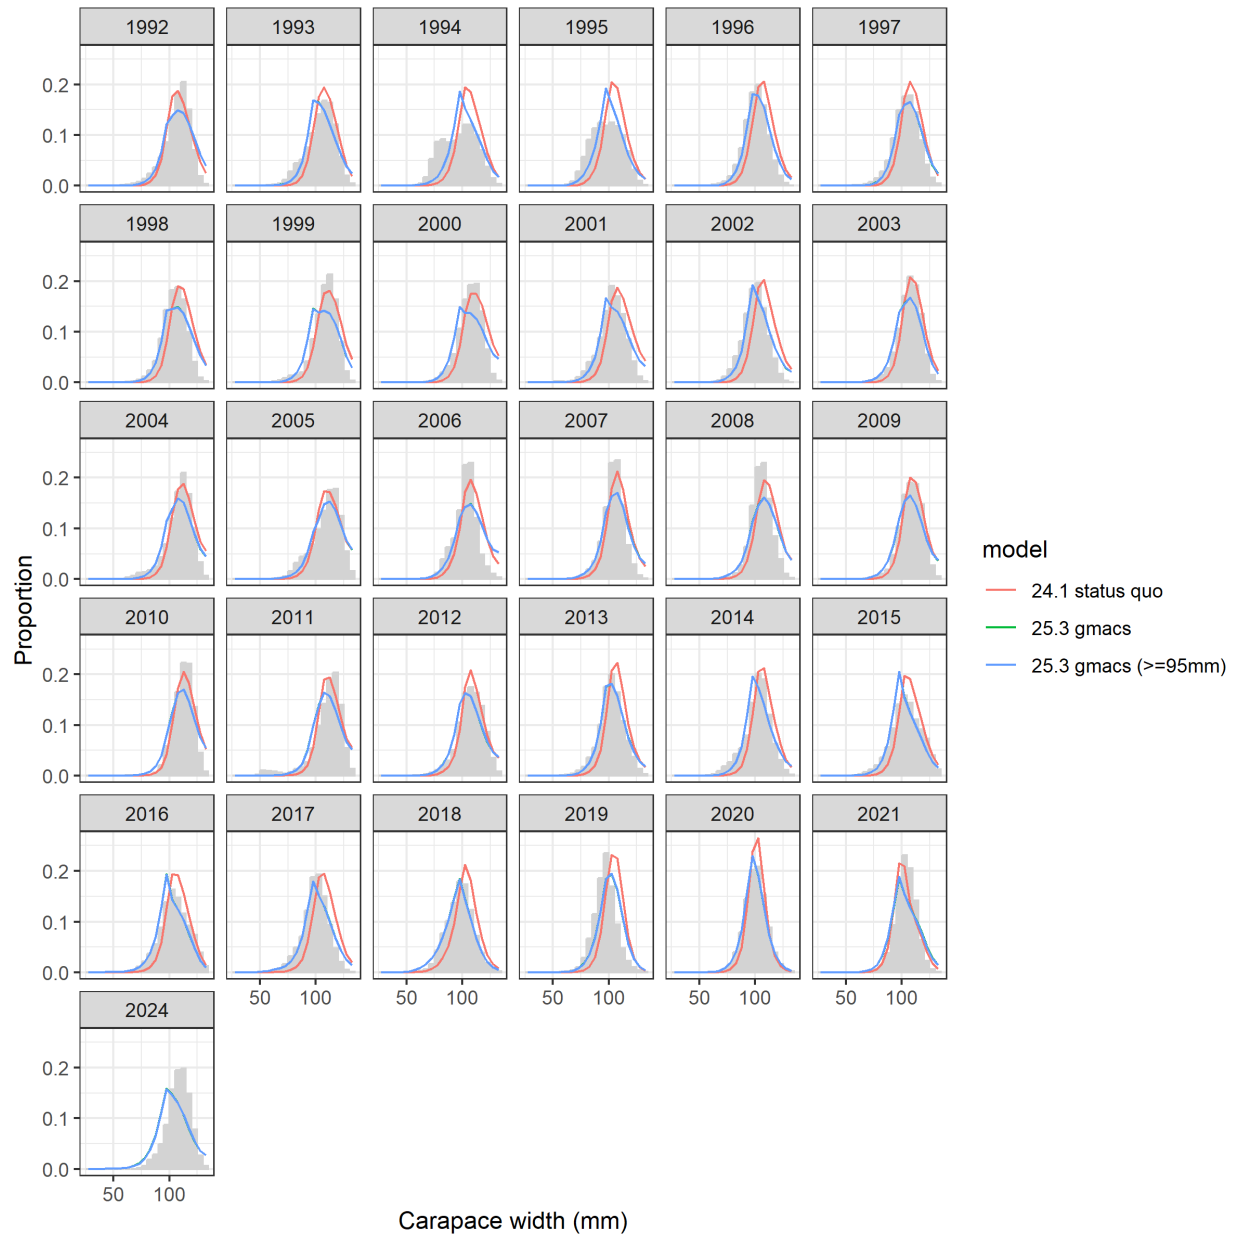 1992 1993 1994 1995 1996 1997
0.2
0.1
0.0
1998 1999 2000 2001 2002 2003
0.2
0.1
0.0
2004 2005 2006 2007 2008 2009
0.2
0.1
0.0
2010 2011 2012 2013 2014 2015
0.2
0.1
0.0
2016 2017 2018 2019 2020 2021
0.2
0.1
0.0
50 100 50 100 50 100 50 100 50 100
2024
0.2
0.1
0.0
50 100
Proportion
Carapace width (mm)
model
24.1 status quo
25.3 gmacs
25.3 gmacs (>=95mm)